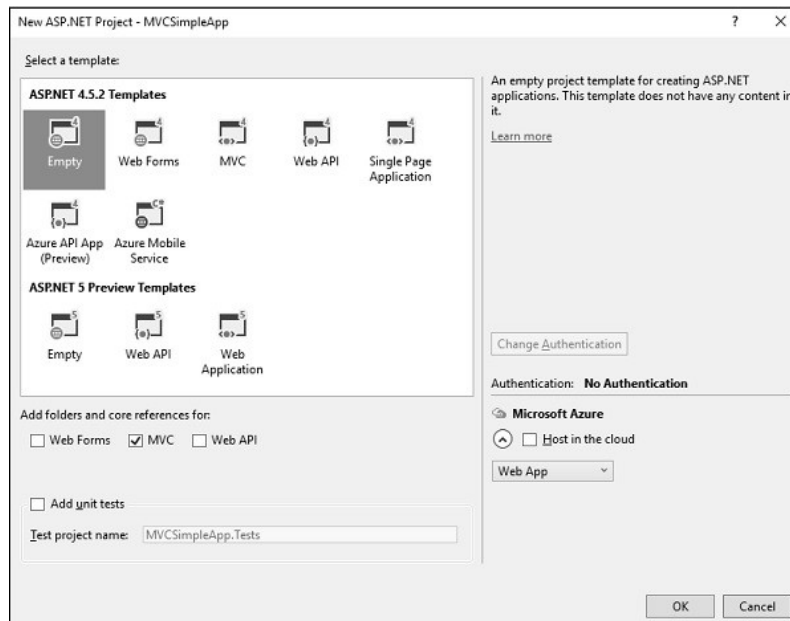 New ASP.NET Project - MVCSimpleApp
?
Select a template:
ASP.NET 4.5.2 Templates
Empty
Web Forms
MVC
Web API
Single Page
Application
Azure API App
(Preview)
Azure Mobile
Service
ASP.NET 5 Preview Templates
Empty
Web API
Web
Application
An empty project template for creating ASP.NET
applications. This template does not have any content in
it.
Learn more
Change Authentication
Authentication: No Authentication
Microsoft Azure
Host in the cloud
Web App
Add folders and core references for:
Web Forms
MVC
Web API
Add unit tests
Test project name: MVCSimpleApp.Tests
OK
Cancel